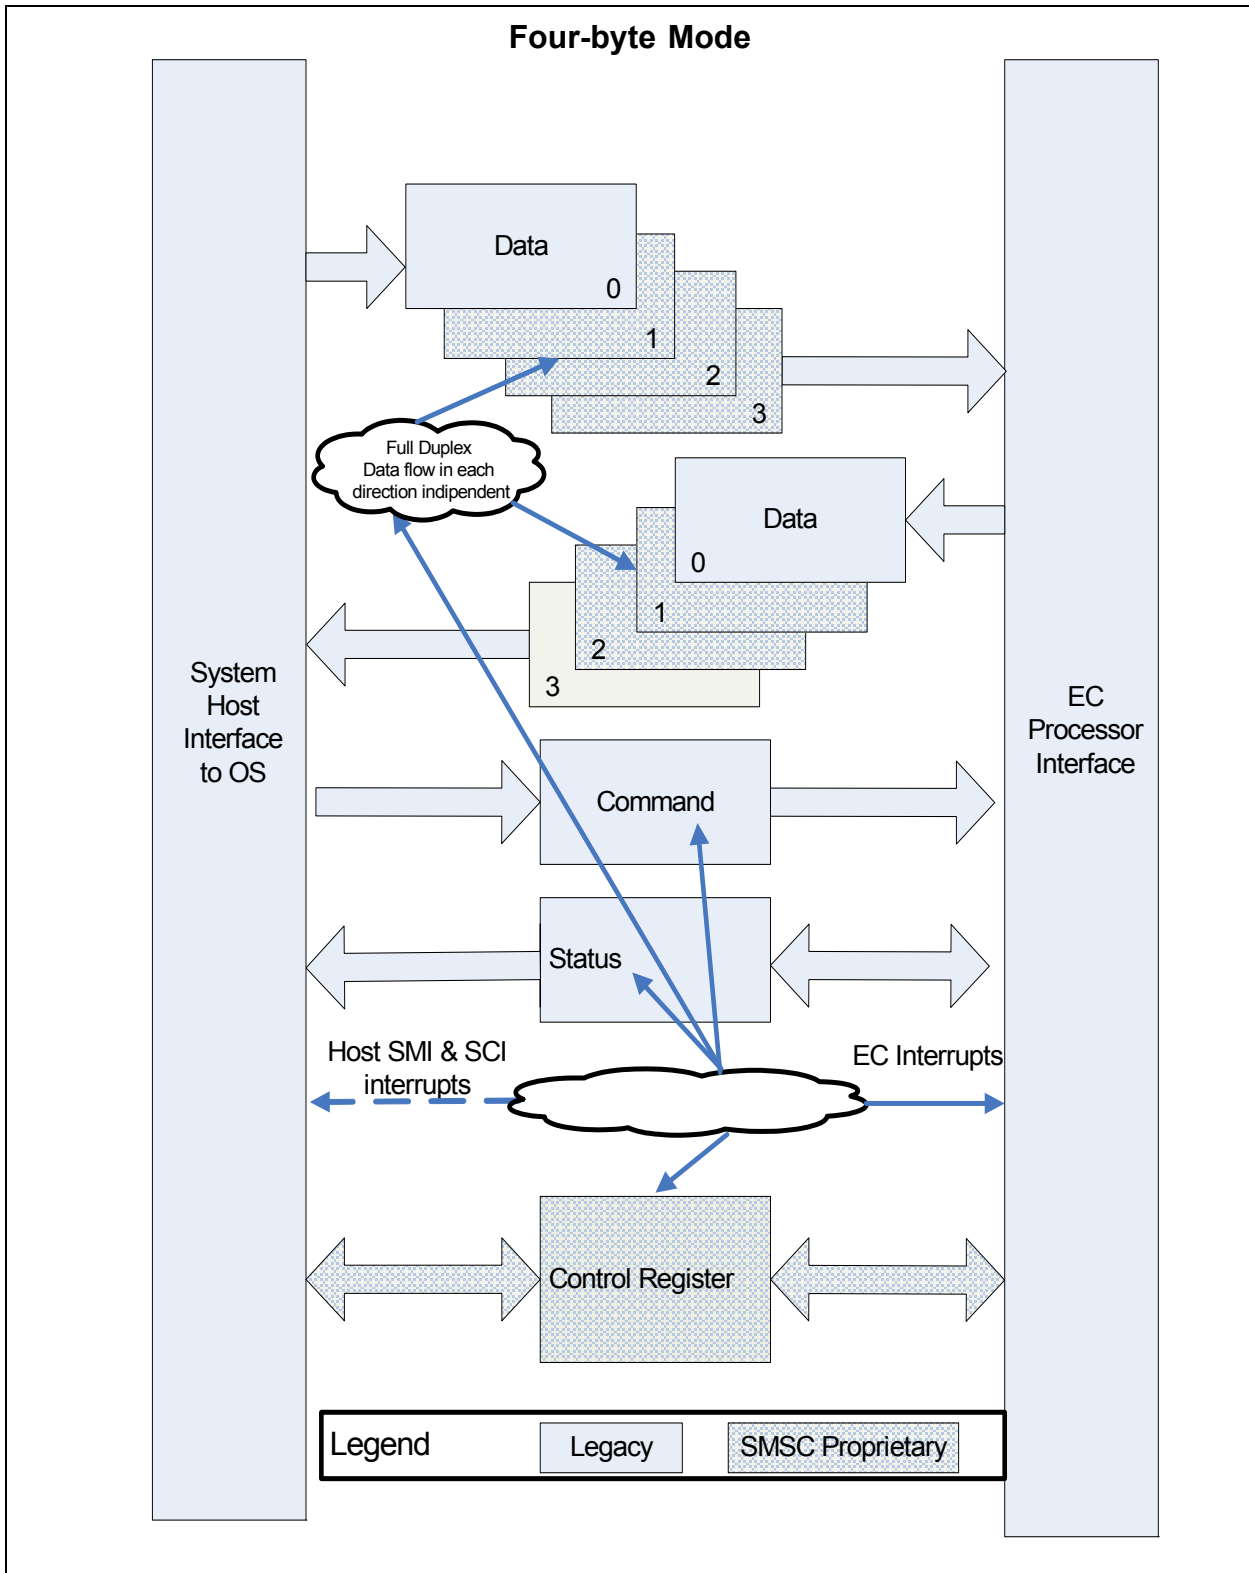 Four-byte Mode
Data
0
1
2
3
Full Duplex
Data flow in each
direction indipendent
Data
0
1
2
3
System
Host
Interface
to OS
EC
Processor
Interface
Command
Status
Host SMI & SCI
interrupts
EC Interrupts
Control Register
Legend
Legacy
SMSC Proprietary